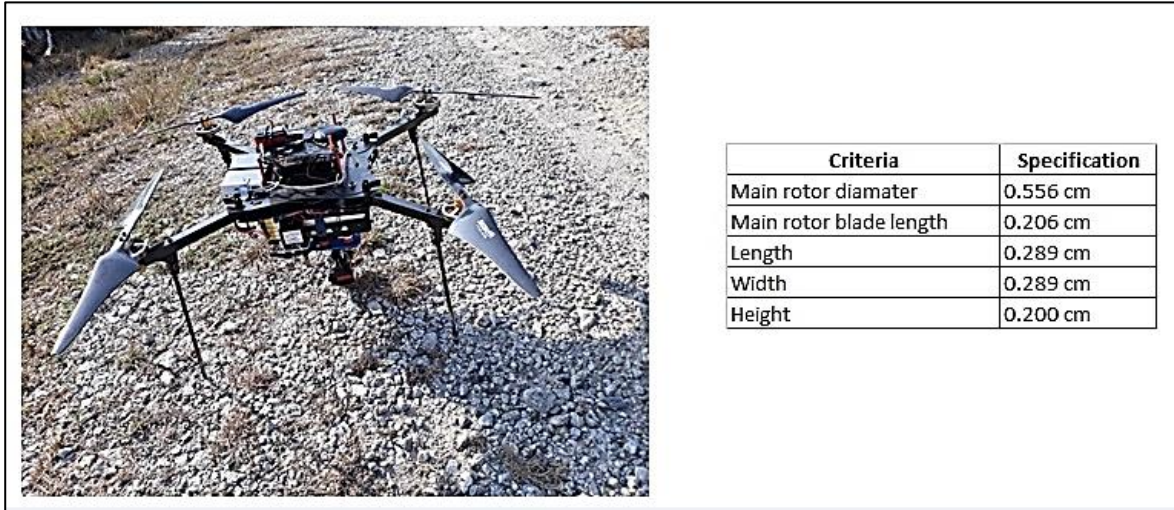 Criteria Specification
Main rotor diamater 0.556 cm
Main rotor blade length 0.206 cm
Length 0.289 cm
Width 0.289 cm
Height 0.200 cm